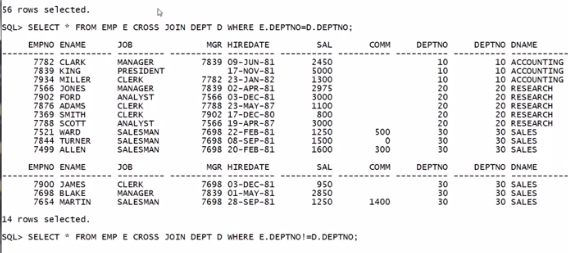 56 rows selected.
SQL> SELECT * FROM EMP E CROSS JOIN DEPT D WHERE E.DEPTNO=D.DEPTNO;
EMPNO ENAME JOB MGR HIREDATE SAL COMM DEPTNO DEPTNO DNAME
7782 CLARK MANAGER 7839 09-JUN-81 2450 10 10 ACCOUNTING
7839 KING PRESIDENT 17-NOV-81 5000 10 10 ACCOUNTING
7934 MILLER CLERK 7782 23-JAN-82 1300 10 10 ACCOUNTING
7566 JONES MANAGER 7839 02-APR-81 2975 20 20 RESEARCH
7902 FORD ANALYST 7566 03-DEC-81 3000 20 20 RESEARCH
7876 ADAMS CLERK 7788 23-MAY-87 1100 20 20 RESEARCH
7369 SMITH CLERK 7902 17-DEC-80 800 20 20 RESEARCH
7788 SCOTT ANALYST 7566 19-APR-87 3000 20 20 RESEARCH
7521 WARD SALESMAN 7698 22-FEB-81 1250 500 30 30 SALES
7844 TURNER SALESMAN 7698 08-SEP-81 1500 0 30 30 SALES
7499 ALLEN SALESMAN 7698 20-FEB-81 1600 300 30 30 SALES
EMPNO ENAME JOB MGR HIREDATE SAL COMM DEPTNO DEPTNO DNAME
7900 JAMES CLERK 7698 03-DEC-81 950 30 30 SALES
7698 BLAKE MANAGER 7839 01-MAY-81 2850 30 30 SALES
7654 MARTIN SALESMAN 7698 28-SEP-81 1250 1400 30 30 SALES
14 rows selected.
SQL> SELECT * FROM EMP E CROSS JOIN DEPT D WHERE E.DEPTNO!=D.DEPTNO;